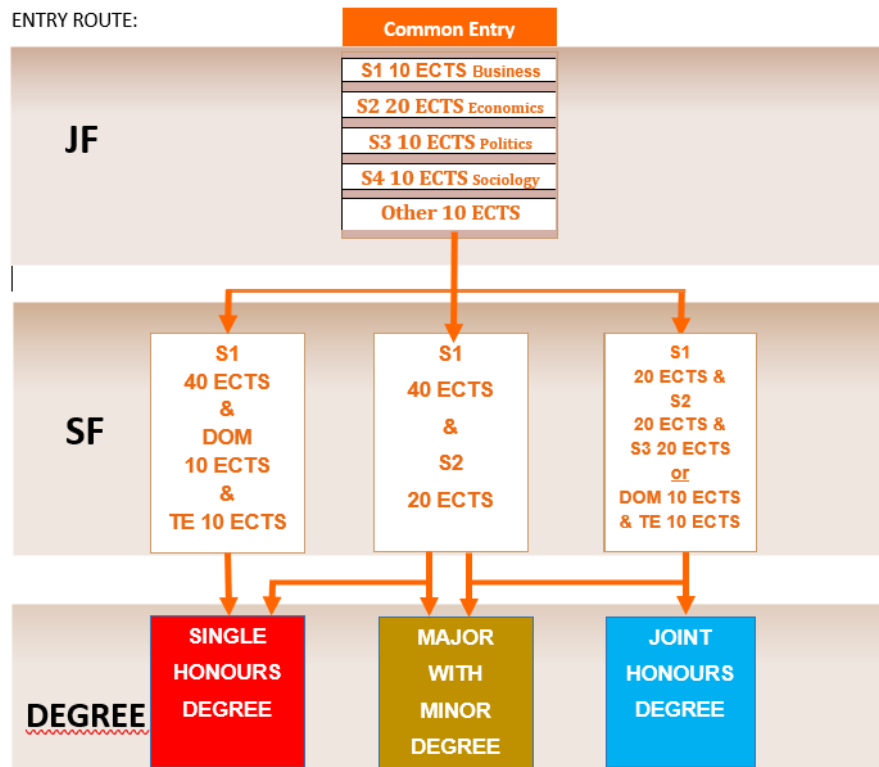 ENTRY ROUTE:
Common Entry
JF
S1 10 ECTS Business
S2 20 ECTS Economics
S3 10 ECTS Politics
S4 10 ECTS Sociology
Other 10 ECTS
SF
S1
40 ECTS
&
DOM
10 ECTS
&
TE 10 ECTS
S1
40 ECTS
&
S2
20 ECTS
S1
20 ECTS &
S2
20 ECTS &
S3 20 ECTS
or
DOM 10 ECTS
& TE 10 ECTS
DEGREE
SINGLE
HONOURS
DEGREE
MAJOR
WITH
MINOR
DEGREE
JOINT
HONOURS
DEGREE